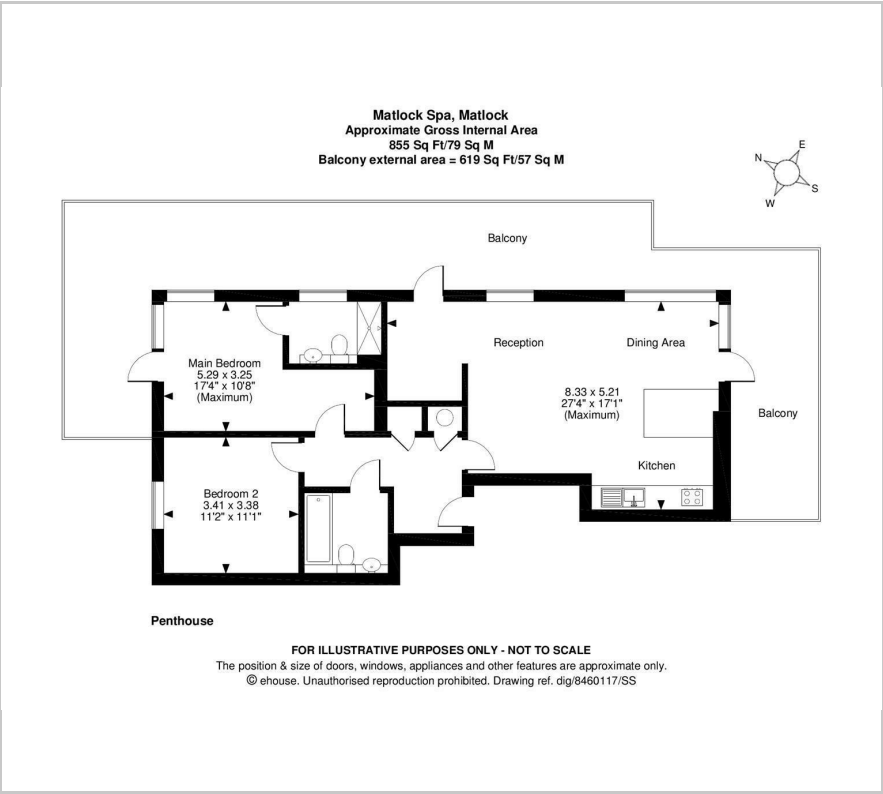 Matlock Spa, Matlock
Approximate Gross Internal Area
855 Sq Ft/79 Sq M
Balcony external area = 619 Sq Ft/57 Sq M
E
N
S
W
Balcony
Reception
Dining Area
Main Bedroom
5.29 x 3.25
17'4" x 10'8"
(Maximum)
8.33 x 5.21
27'4" x 17'1"
(Maximum)
Balcony
Kitchen
Bedroom 2
3.41 x 3.38
11'2" x 11'1"
Penthouse
FOR ILLUSTRATIVE PURPOSES ONLY - NOT TO SCALE
The position & size of doors, windows, appliances and other features are approximate only.
© ehouse. Unauthorised reproduction prohibited. Drawing ref. dig/8460117/SS